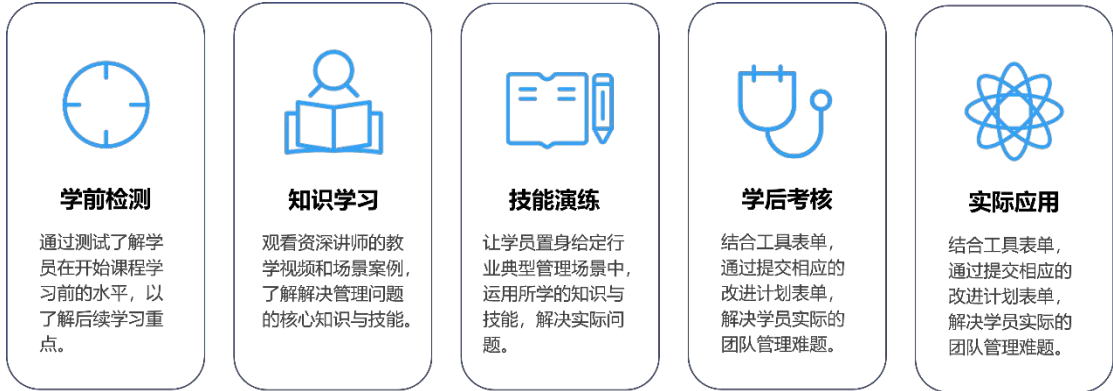 学前检测
通过测试了解学
员在开始课程学
习前的水平，以
了解后续学习重
点。
知识学习
观看资深讲师的教
学视频和场景案例，
了解解决管理问题
的核心知识与技能。
技能演练
让学员置身给定行
业典型管理场景中，
运用所学的知识与
技能，解决实际问
题。
学后考核
结合工具表单，
通过提交相应的
改进计划表单，
解决学员实际的
团队管理难题。
实际应用
结合工具表单，
通过提交相应的
改进计划表单，
解决学员实际的
团队管理难题。